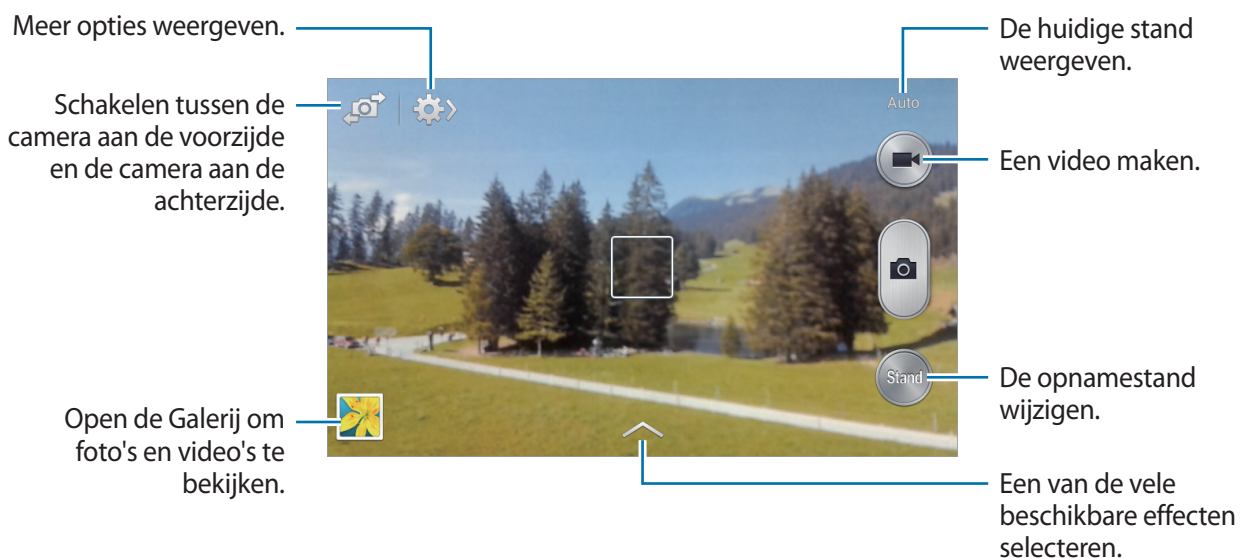 Meer opties weergeven.
Schakelen tussen de
camera aan de voorzijde
en de camera aan de
achterzijde.
Open de Galerij om
foto's en video's te
bekijken.
De huidige stand
weergeven.
Auto
Een video maken.
Stand
De opnamestand
wijzigen.
Een van de vele
beschikbare effecten
selecteren.